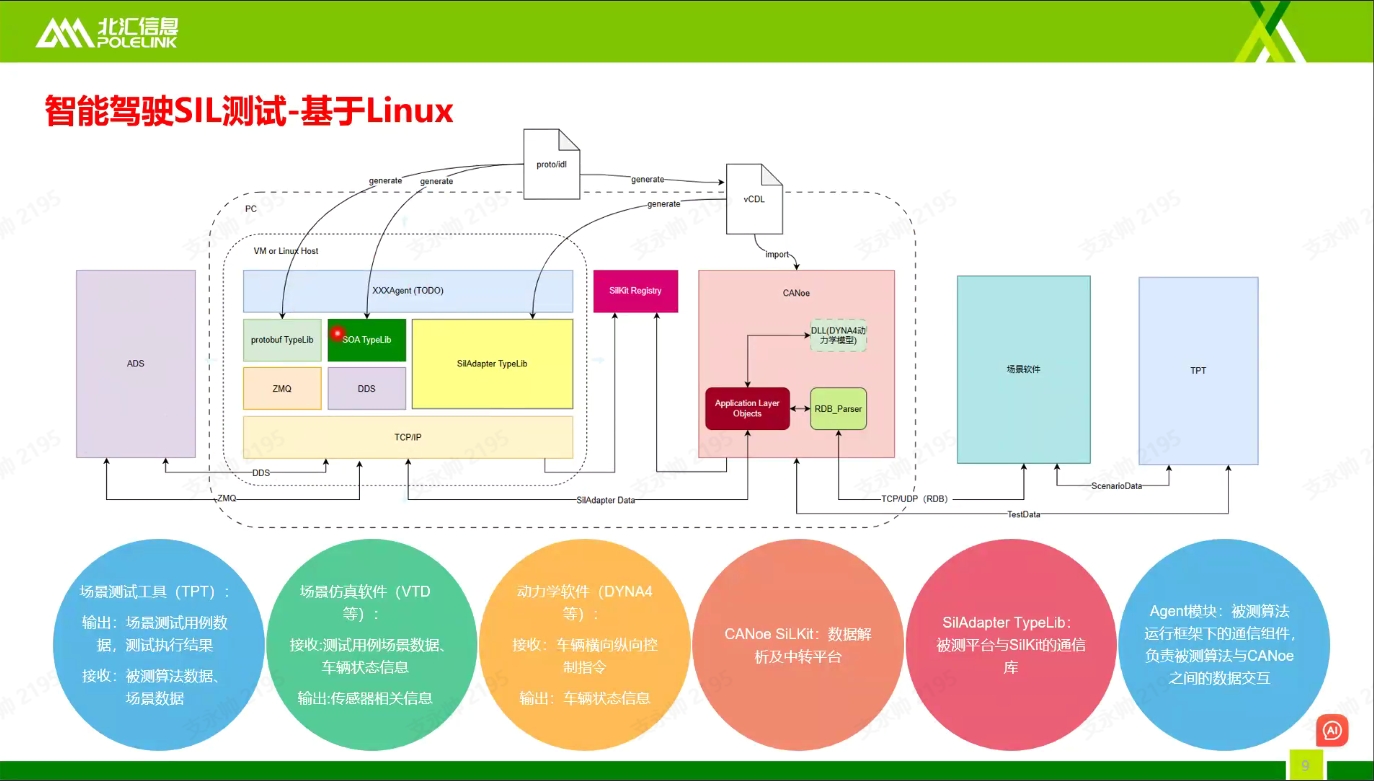 北汇信息
POLELINK
智能驾驶SIL测试-基于Linux
proto/idl
generate
generate
generate
vCDL
generate
PC
VM or Linux Host
import
XXXAgent (TODO)
SilKit Registry
CANoe
ADS
protobuf TypeLib
SOA TypeLib
SilAdapter TypeLib
DLL(DYNA4动
力学模型)
场景软件
TPT
ZMQ
DDS
Application Layer
Objects
RDB_Parser
TCP/IP
DDS
ZMQ
SilAdapter Data
TCP/UDP（RDB）
ScenarioData
TestData
场景测试工具（TPT）：
输出：场景测试用例数
据，测试执行结果
接收：被测算法数据、
场景数据
场景仿真软件（VTD
等）：
接收:测试用例场景数据、
车辆状态信息
输出:传感器相关信息
动力学软件（DYNA4
等）：
接收：车辆横向纵向控
制指令
输出：车辆状态信息
CANoe SiLKit：数据解
析及中转平台
SilAdapter TypeLib：
被测平台与SilKit的通信
库
Agent模块：被测算法
运行框架下的通信组件，
负责被测算法与CANoe
之间的数据交互
AI
9
支永帅 2195